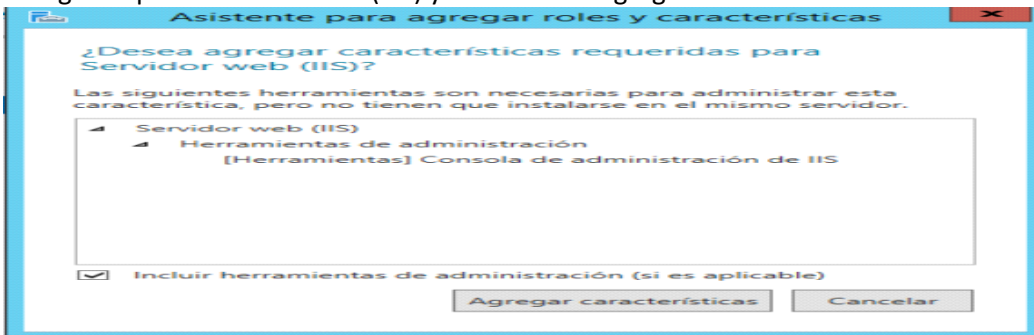 Asistente para agregar roles y características
¿Desea agregar características requeridas para
Servidor web (IIS)?
Las siguientes herramientas son necesarias para administrar esta
característica, pero no tienen que instalarse en el mismo servidor.
Servidor web (IIS)
Herramientas de administración
[Herramientas] Consola de administración de IIS
Incluir herramientas de administración (si es aplicable)
Agregar características
Cancelar